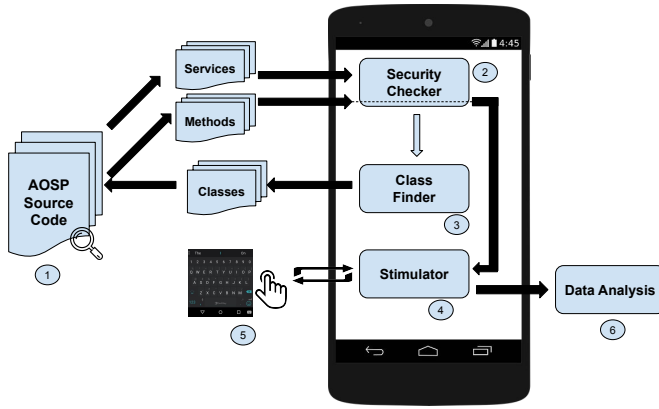 4:45
Services
Methods
Classes
AOSP
Source
Code
1
Security
Checker
2
Class
Finder
3
Stimulator
4
5
Data Analysis
6